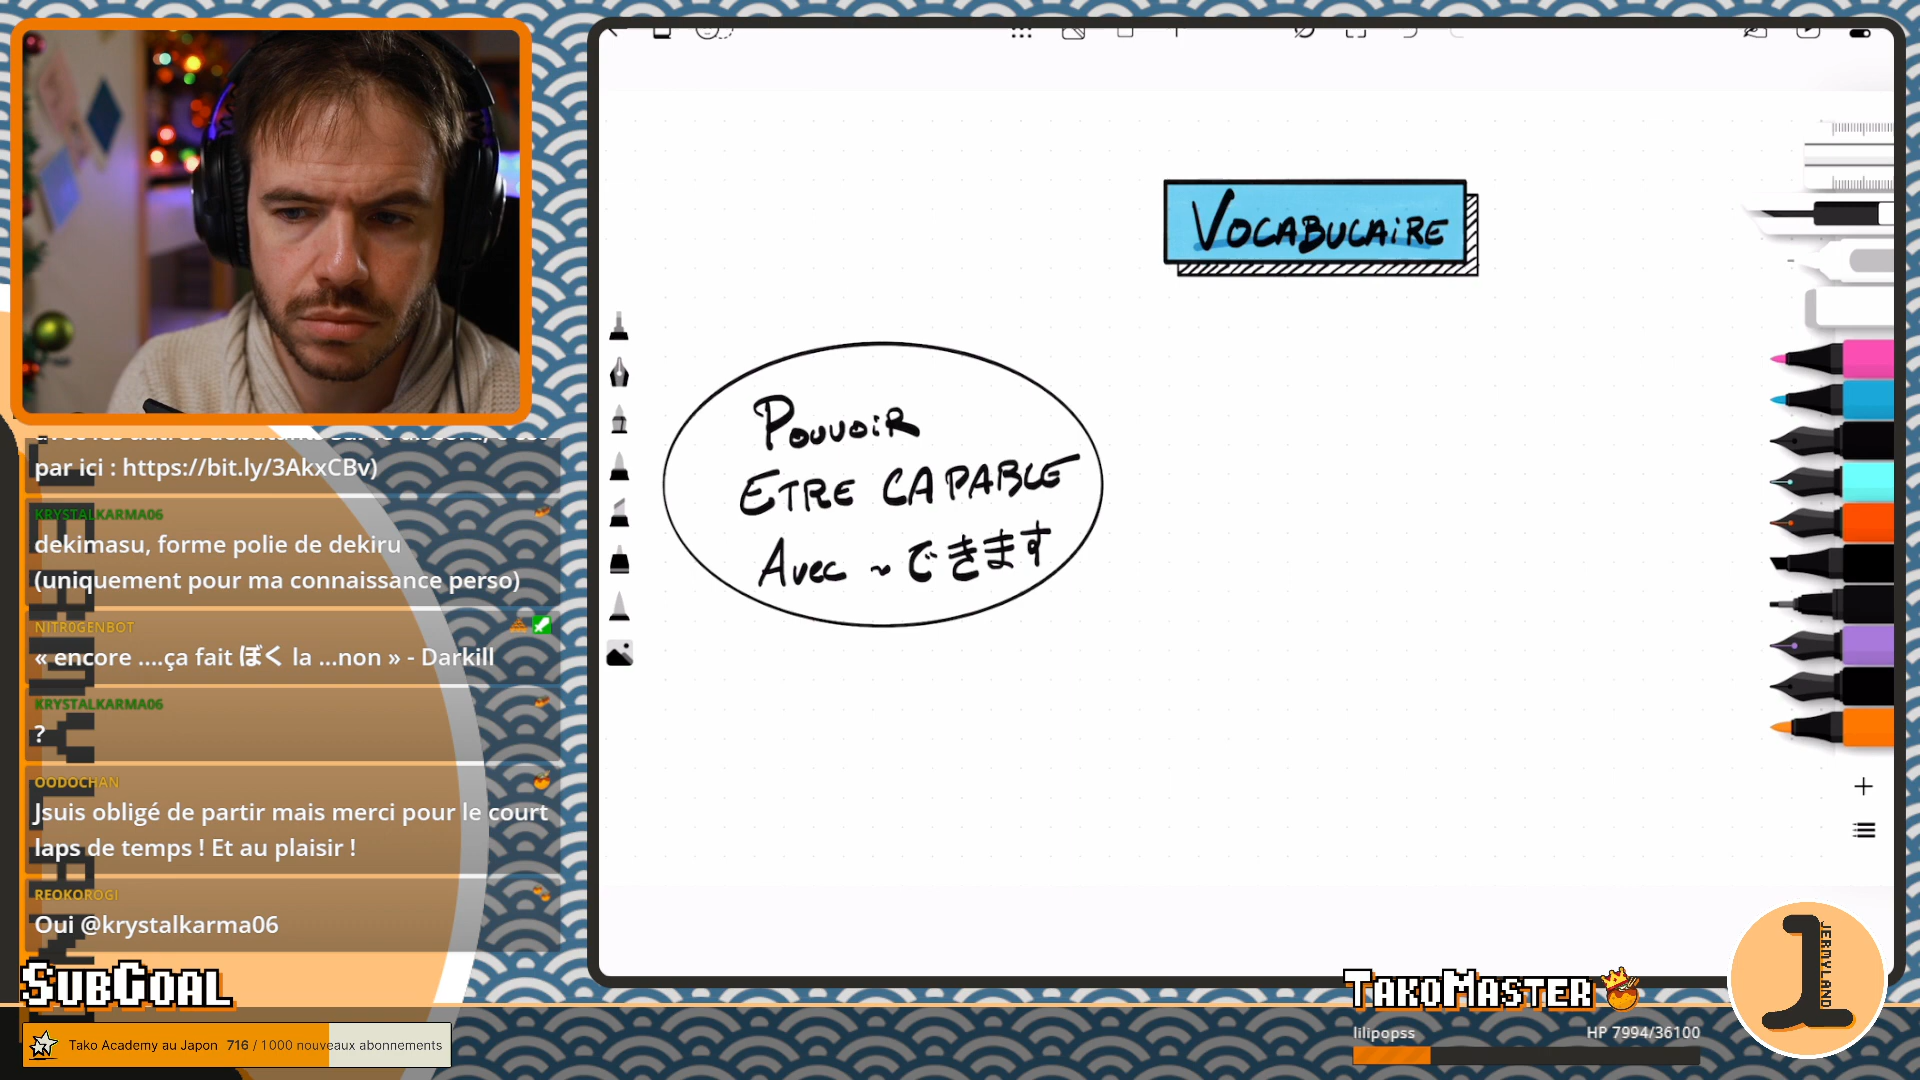 VOCABULAIRE
POUVOIR
ETRE CAPABLE
AVEC ~できます
par ici : https://bit.ly/3AkxCBv)
KRYSTALKARMA06
dekimasu, forme polie de dekiru
(uniquement pour ma connaissance perso)
NITR0GENBOT
« encore ....ça fait ぼく la ...non » - Darkill
KRYSTALKARMA06
?
OODOCHAN
Jsuis obligé de partir mais merci pour le court
laps de temps ! Et au plaisir !
REOKOROGI
Oui @krystalkarma06
SUBGOAL
Tako Academy au Japon 716 / 1000 nouveaux abonnements
TAKOMASTER
lilipopss HP 7994/36100
JERMYLAND